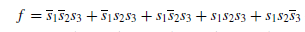 f = s̅₁s̅₂s₃ + s̅₁s₂s₃ + s₁s̅₂s₃ + s₁s₂s₃ + s₁s₂s̅₃